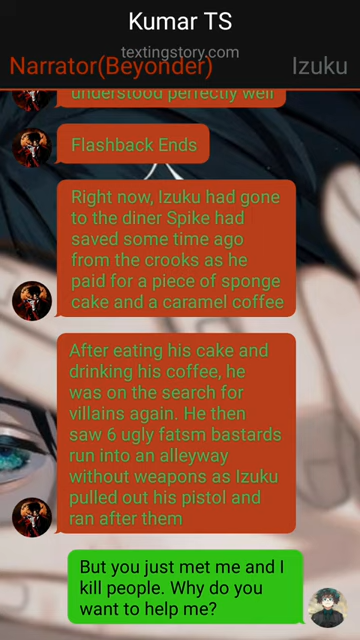 Kumar TS
textingstory.com
Narrator(Beyonder)
Izuku
understood perfectly well
Flashback Ends
Right now, Izuku had gone
to the diner Spike had
saved some time ago
from the crooks as he
paid for a piece of sponge
cake and a caramel coffee
After eating his cake and
drinking his coffee, he
was on the search for
villains again. He then
saw 6 ugly fatsm bastards
run into an alleyway
without weapons as Izuku
pulled out his pistol and
ran after them
But you just met me and I
kill people. Why do you
want to help me?